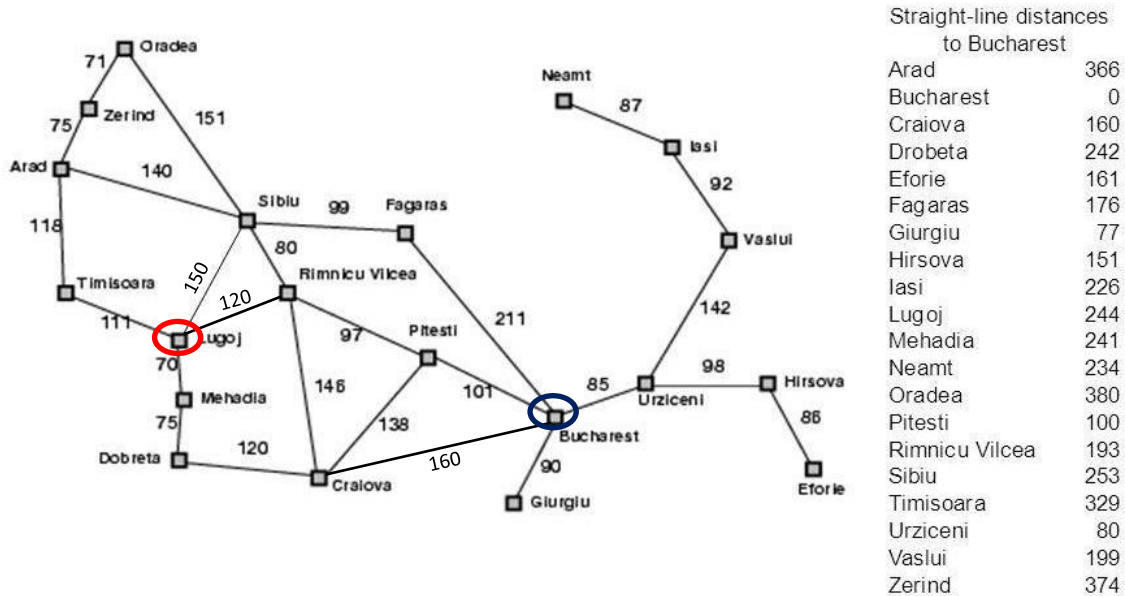 Oradea
71
Zerind
151
75
Arad
140
118
Sibiu
99
Fagaras
80
150
Timisoara
Rimnicu Vilcea
120
111
Lugoj
97
Pitesti
211
70
Mehadia
146
101
75
138
Dobreta
120
160
Craiova
Neamt
87
Iasi
92
Vaslui
142
85
98
Hirsova
Urziceni
86
Bucharest
90
Giurgiu
Eforie
Straight-line distances
to Bucharest
Arad 366
Bucharest 0
Craiova 160
Drobeta 242
Eforie 161
Fagaras 176
Giurgiu 77
Hirsova 151
Iasi 226
Lugoj 244
Mehadia 241
Neamt 234
Oradea 380
Pitesti 100
Rimnicu Vilcea 193
Sibiu 253
Timisoara 329
Urziceni 80
Vaslui 199
Zerind 374